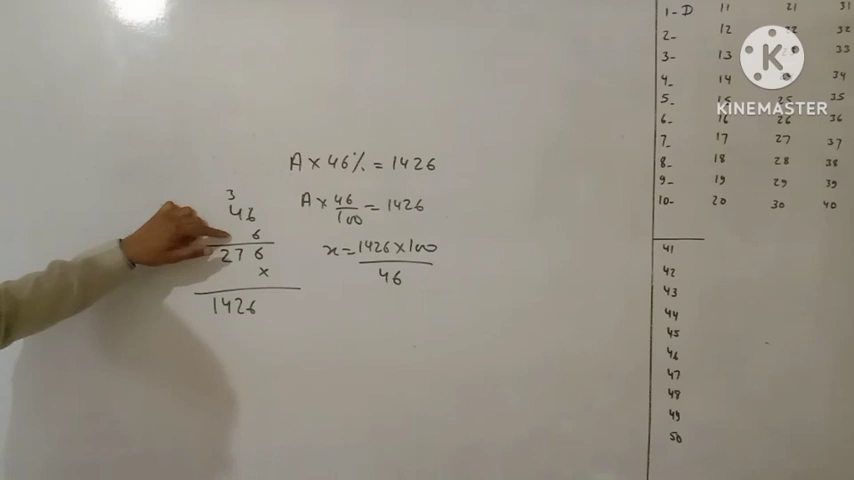 A × 46% = 1426
A × 46/100 = 1426
x = 1426 × 100
46
3
46
6
276
×
1426
1- D 11 21 31
2- 12 22 32
3- 13 33
4- 14 34
5- 15 25 35
6- 16 26 36
7- 17 27 37
8- 18 28 38
9- 19 29 39
10- 20 30 40
41
42
43
44
45
46
47
48
49
50
KINEMASTER